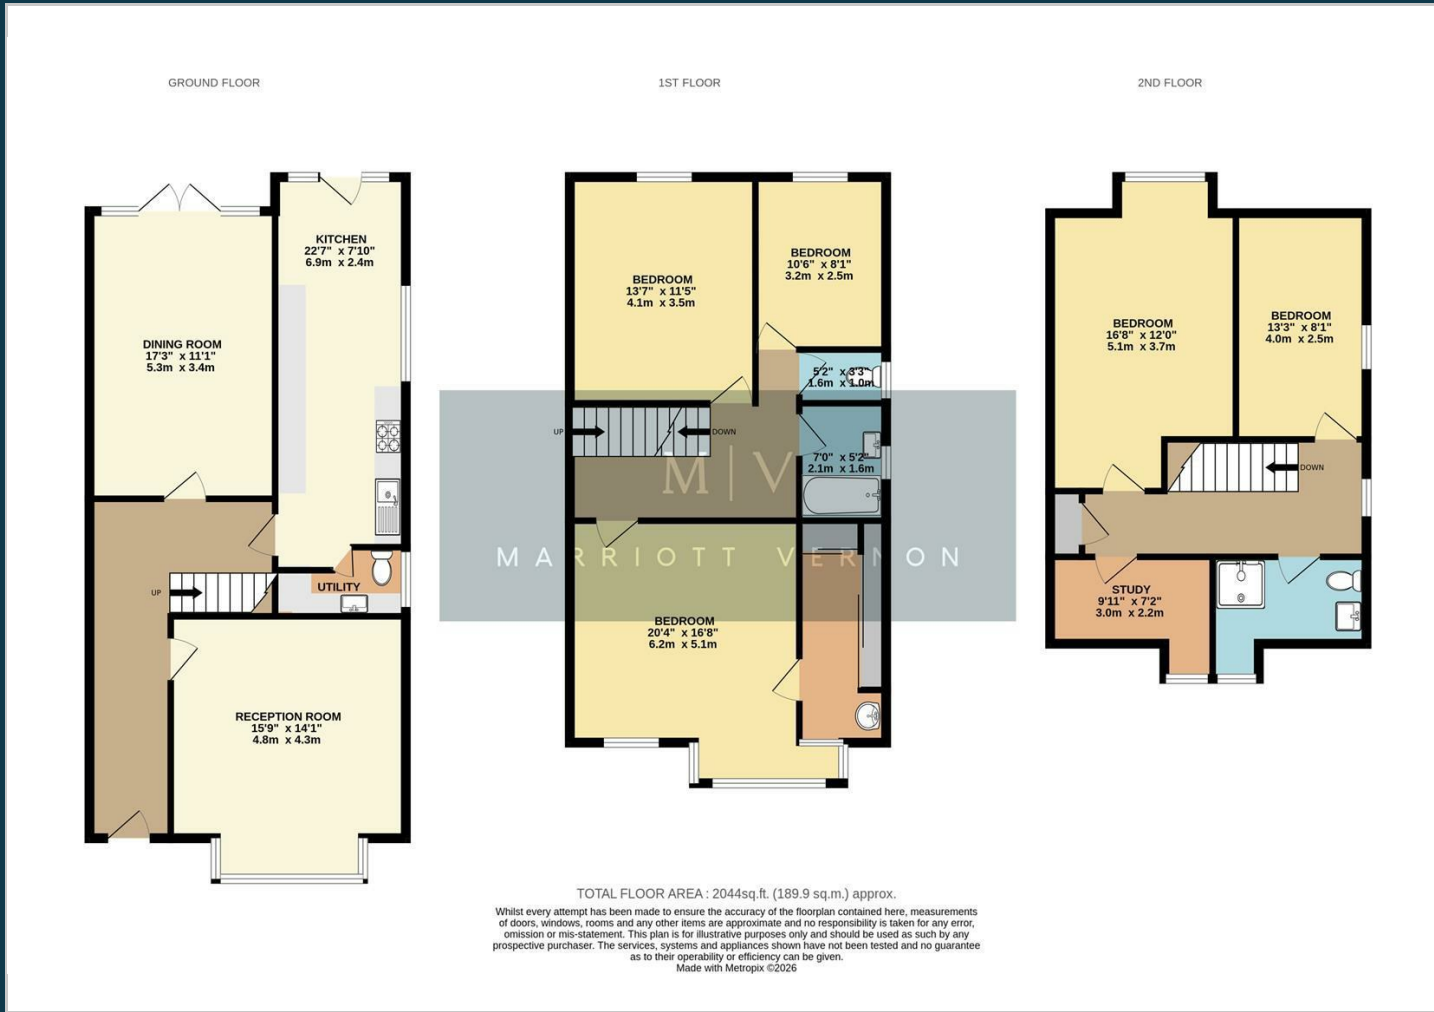 GROUND FLOOR
1ST FLOOR
2ND FLOOR
KITCHEN
22'7" x 7'10"
6.9m x 2.4m
DINING ROOM
17'3" x 11'1"
5.3m x 3.4m
UP
UTILITY
RECEPTION ROOM
15'9" x 14'1"
4.8m x 4.3m
BEDROOM
13'7" x 11'5"
4.1m x 3.5m
BEDROOM
10'6" x 8'1"
3.2m x 2.5m
5'2" x 3'3"
1.6m x 1.0m
UP
DOWN
7'0" x 5'2"
2.1m x 1.6m
M|V
MARRIOTT VERNON
BEDROOM
20'4" x 16'8"
6.2m x 5.1m
BEDROOM
16'8" x 12'0"
5.1m x 3.7m
BEDROOM
13'3" x 8'1"
4.0m x 2.5m
DOWN
STUDY
9'11" x 7'2"
3.0m x 2.2m
TOTAL FLOOR AREA : 2044sq.ft. (189.9 sq.m.) approx.
Whilst every attempt has been made to ensure the accuracy of the floorplan contained here, measurements
of doors, windows, rooms and any other items are approximate and no responsibility is taken for any error,
omission or mis-statement. This plan is for illustrative purposes only and should be used as such by any
prospective purchaser. The services, systems and appliances shown have not been tested and no guarantee
as to their operability or efficiency can be given.
Made with Metropix ©2026